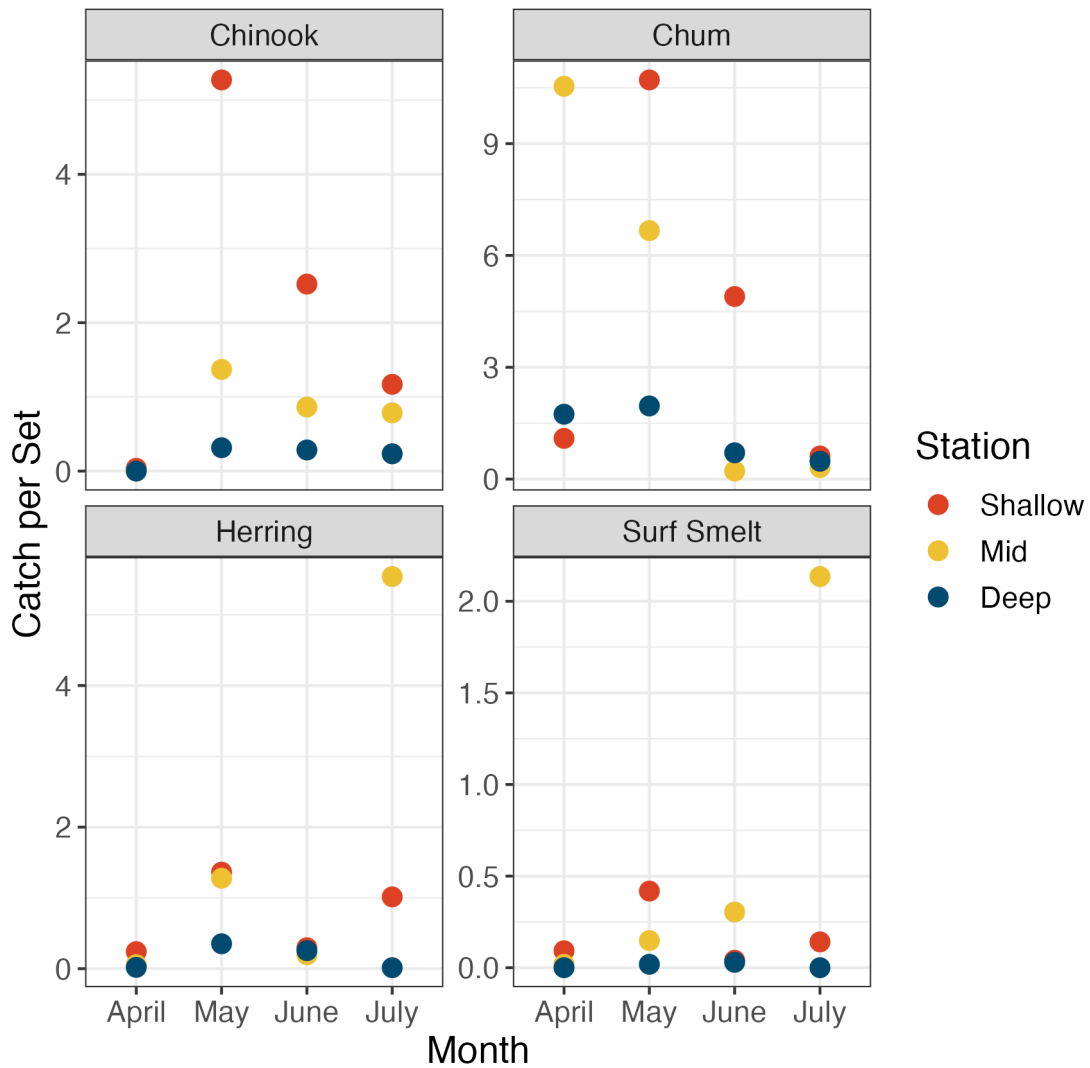 Chinook
Chum
4
2
0
9
6
3
0
Herring
Surf Smelt
4
2
0
2.0
1.5
1.0
0.5
0.0
April May June July
April May June July
Month
Catch per Set
Station
Shallow
Mid
Deep